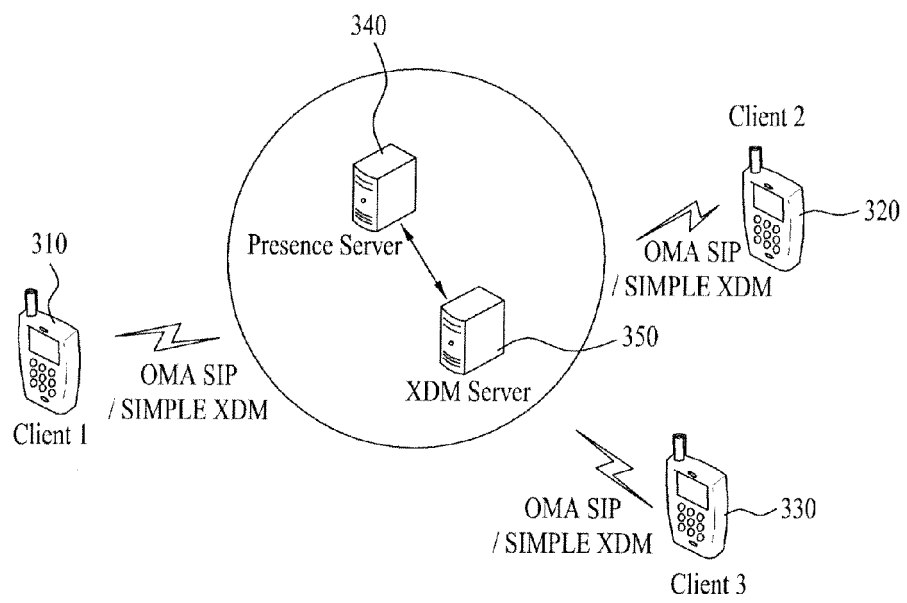 340
Client 2
320
Presence Server
OMA SIP
/ SIMPLE XDM
310
350
XDM Server
OMA SIP
/ SIMPLE XDM
Client 1
OMA SIP
/ SIMPLE XDM
330
Client 3